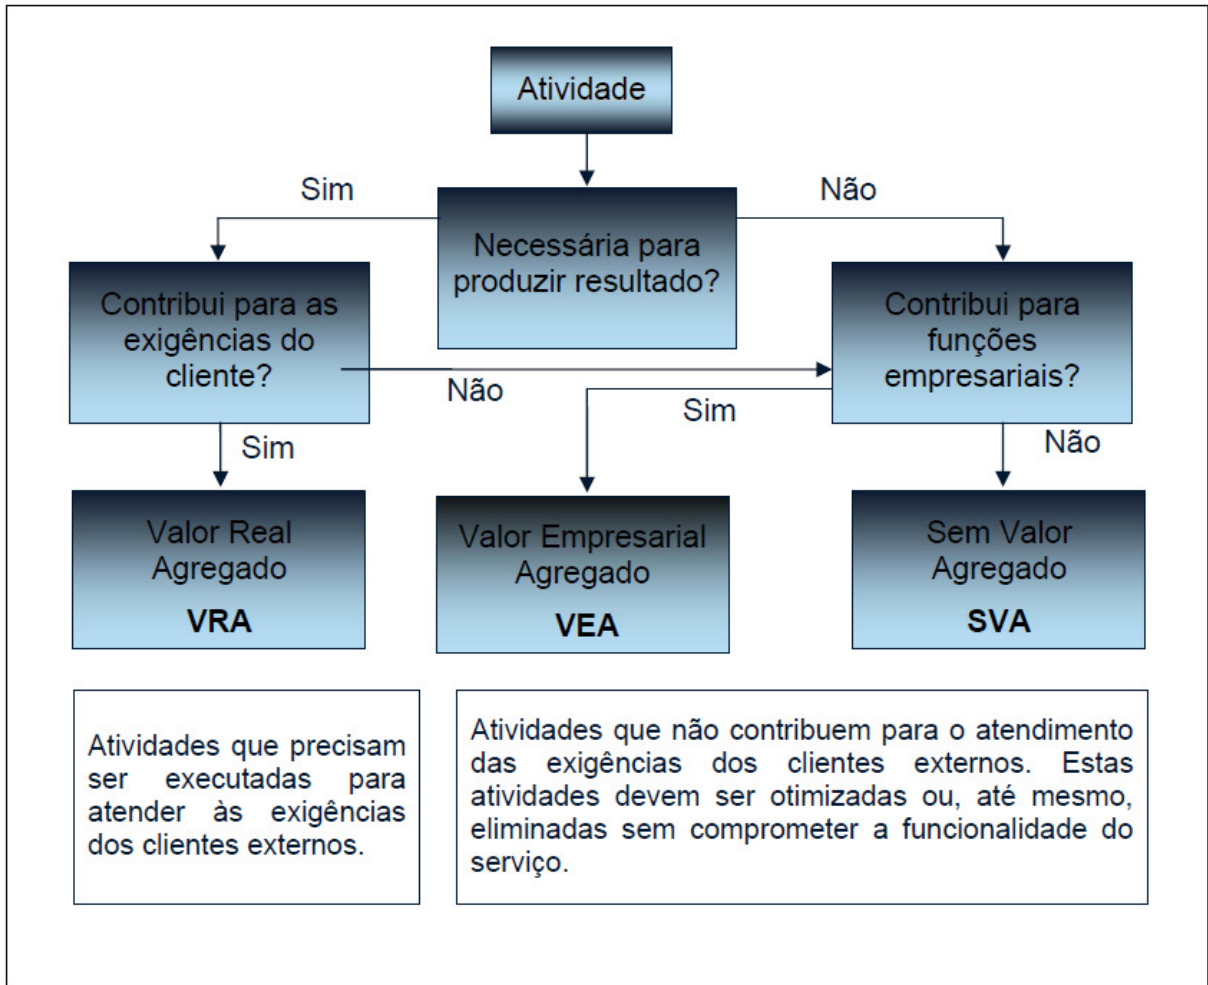 Atividade
Sim
Não
Necessária para
produzir resultado?
Contribui para as
exigências do
cliente?
Contribui para
funções
empresariais?
Não
Sim
Sim
Não
Valor Real
Agregado
VRA
Valor Empresarial
Agregado
VEA
Sem Valor
Agregado
SVA
Atividades que precisam
ser executadas para
atender às exigências
dos clientes externos.
Atividades que não contribuem para o atendimento
das exigências dos clientes externos. Estas
atividades devem ser otimizadas ou, até mesmo,
eliminadas sem comprometer a funcionalidade do
serviço.